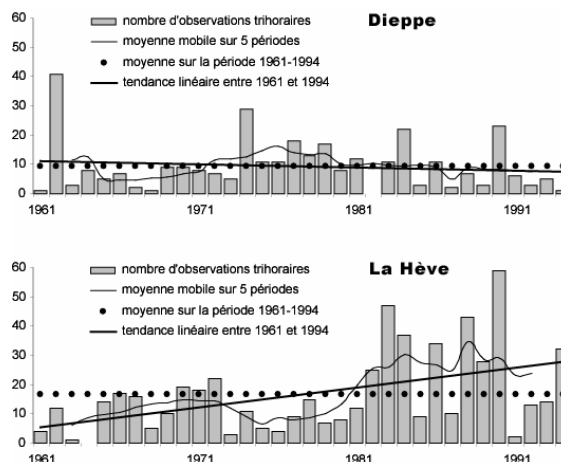 60
50
40
30
20
10
0
Dieppe
nombre d'observations trihoraires
moyenne mobile sur 5 périodes
moyenne sur la période 1961-1994
tendance linéaire entre 1961 et 1994
1961 1971 1981 1991
60
50
40
30
20
10
0
La Hève
nombre d'observations trihoraires
moyenne mobile sur 5 périodes
moyenne sur la période 1961-1994
tendance linéaire entre 1961 et 1994
1961 1971 1981 1991